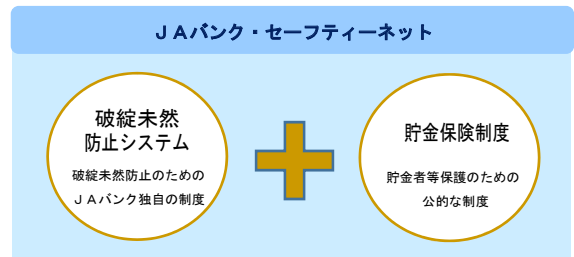 ＪＡバンク・セーフティーネット
破綻未然
防止システム
破綻未然防止のための
ＪＡバンク独自の制度
貯金保険制度
貯金者等保護のための
公的な制度